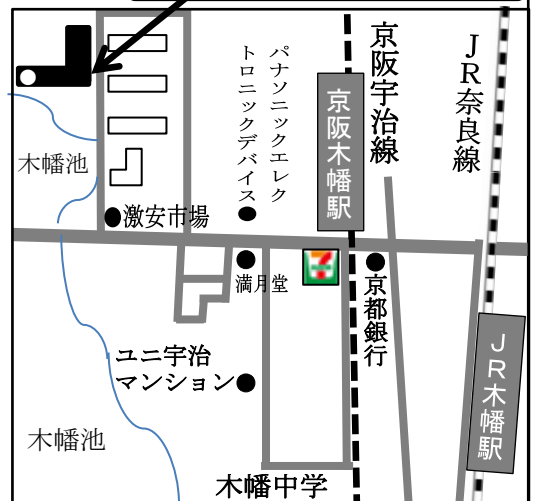 京阪宇治線
JR奈良線
パナソニックエレク
トロニックデバイス
京阪木幡駅
木幡池
激安市場
満月堂
7
京都銀行
JR木幡駅
ユニ宇治
マンション
木幡池
木幡中学